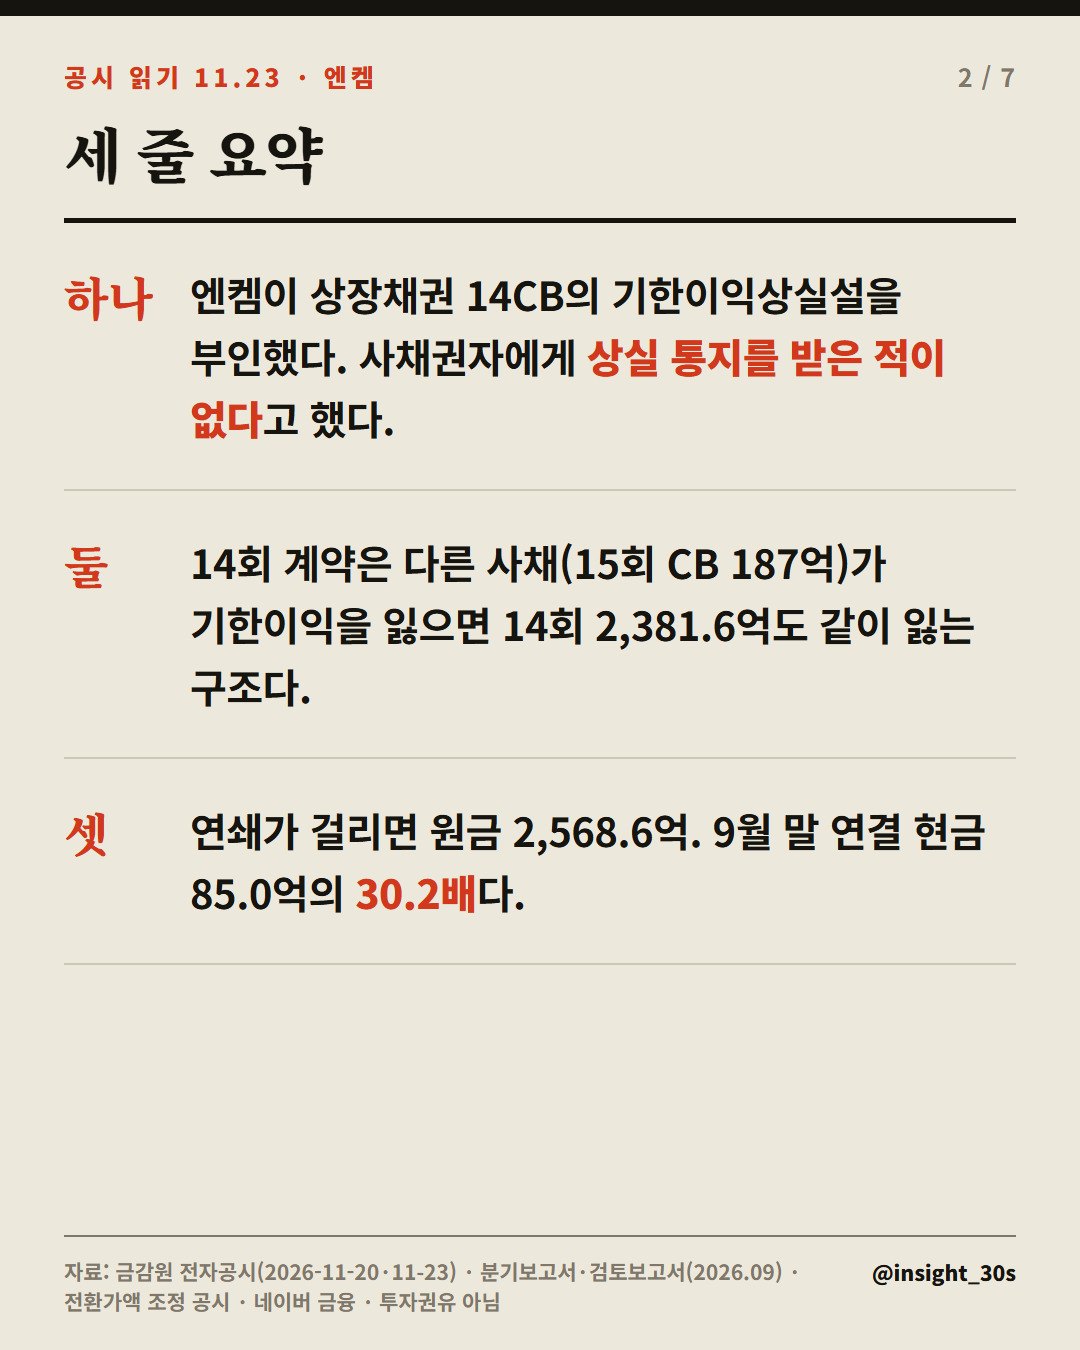 공시 읽기 11.23 · 엔켐
2 / 7
세 줄 요약
하나
엔켐이 상장채권 14CB의 기한이익상실설을
부인했다. 사채권자에게 상실 통지를 받은 적이
없다고 했다.
둘
14회 계약은 다른 사채(15회 CB 187억)가
기한이익을 잃으면 14회 2,381.6억도 같이 잃는
구조다.
셋
연쇄가 걸리면 원금 2,568.6억. 9월 말 연결 현금
85.0억의 30.2배다.
자료: 금감원 전자공시(2026-11-20·11-23) · 분기보고서·검토보고서(2026.09) ·
전환가액 조정 공시 · 네이버 금융 · 투자권유 아님
@insight_30s